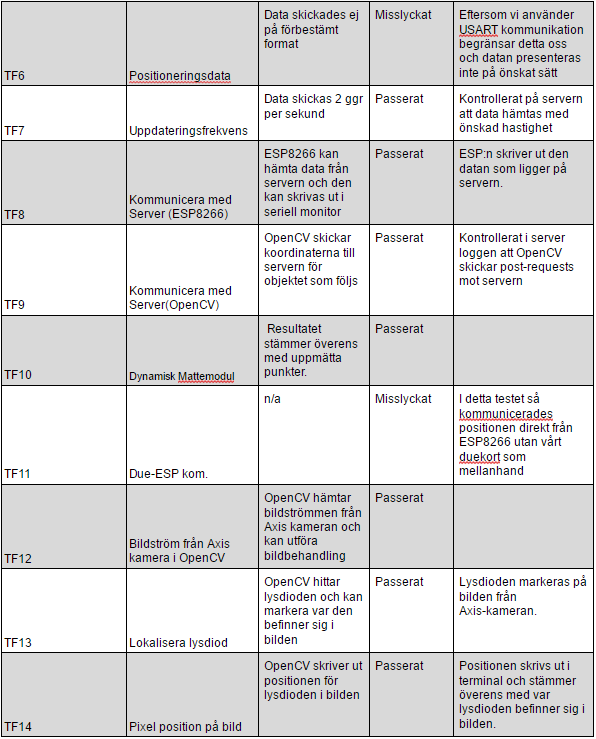 TF6
Positioneringsdata
Data skickades ej
på förbestämt
format
Misslyckat
Eftersom vi använder
USART kommunikation
begränsar detta oss
och datan presenteras
inte på önskat sätt
TF7
Uppdateringsfrekvens
Data skickas 2 ggr
per sekund
Passerat
Kontrollerat på servern
att data hämtas med
önskad hastighet
TF8
Kommunicera med
Server (ESP8266)
ESP8266 kan
hämta data från
servern och den
kan skrivas ut i
seriell monitor
Passerat
ESP:n skriver ut den
datan som ligger på
servern.
TF9
Kommunicera med
Server(OpenCV)
OpenCV skickar
koordinaterna till
servern för
objektet som följs
Passerat
Kontrollerat i server
loggen att OpenCV
skickar post-requests
mot servern
TF10
Dynamisk Mattemodul
Resultatet
stämmer överens
med uppmätta
punkter.
Passerat
TF11
Due-ESP kom.
n/a
Misslyckat
I detta testet så
kommunicerades
positionen direkt från
ESP8266 utan vårt
duekort som
mellanhand
TF12
Bildström från Axis
kamera i OpenCV
OpenCV hämtar
bildströmmen från
Axis kameran och
kan utföra
bildbehandling
Passerat
TF13
Lokalisera lysdiod
OpenCV hittar
lysdioden och kan
markera var den
befinner sig i
bilden
Passerat
Lysdioden markeras på
bilden från
Axis-kameran.
TF14
Pixel position på bild
OpenCV skriver ut
positionen för
lysdioden i bilden
Passerat
Positionen skrivs ut i
terminal och stämmer
överens med var
lysdioden befinner sig i
bilden.